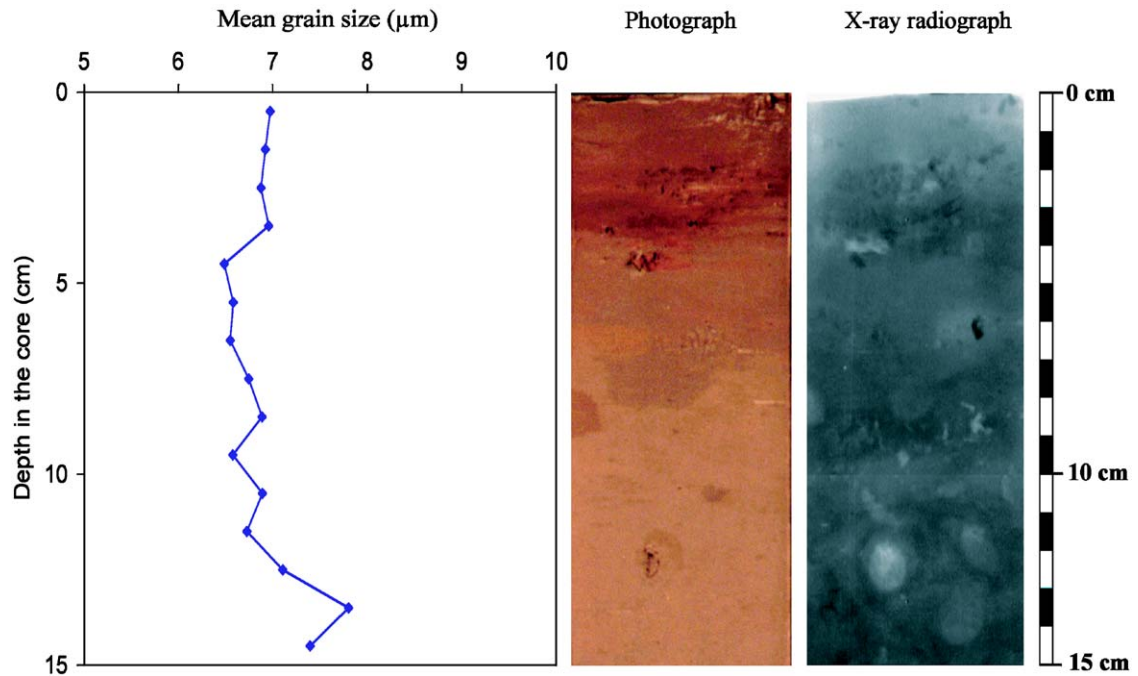 Mean grain size (µm)
Photograph
X-ray radiograph
5 6 7 8 9 10
0
5
10
15
Depth in the core (cm)
0 cm
10 cm
15 cm